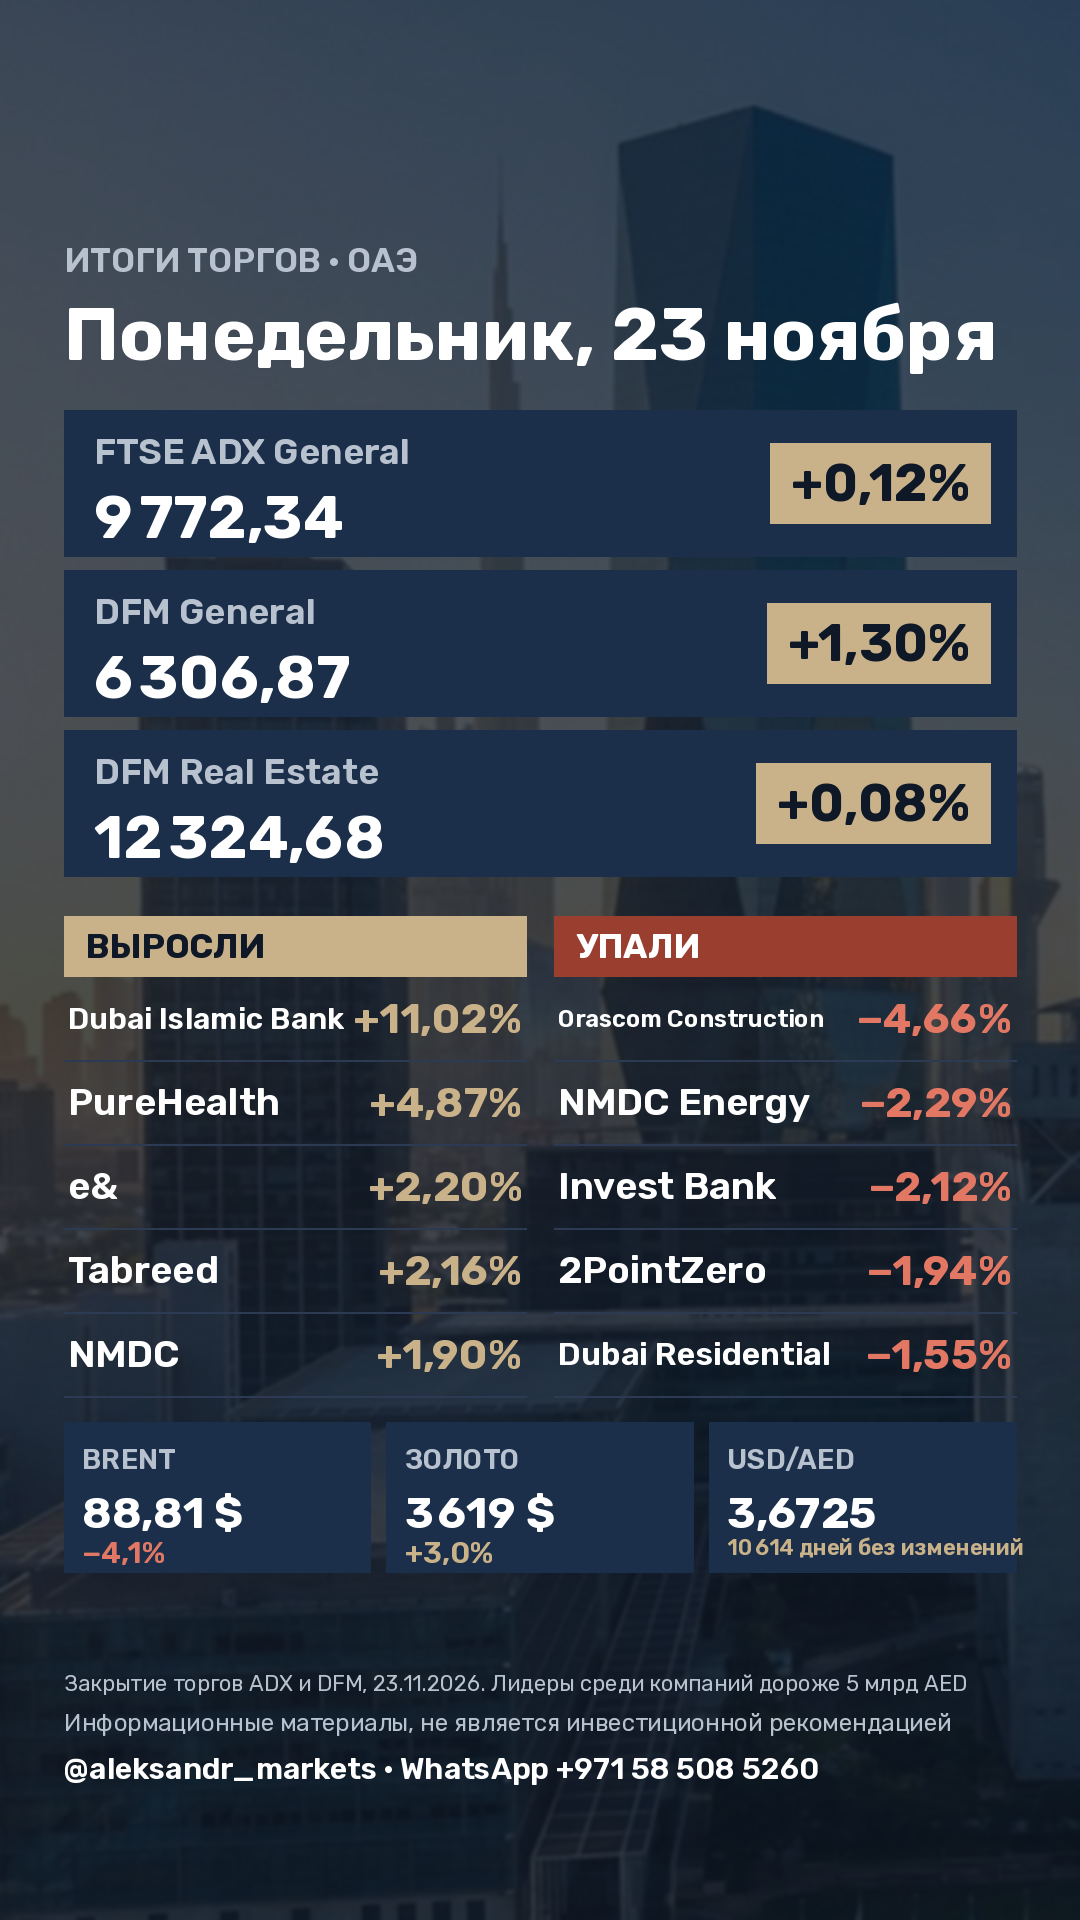 ИТОГИ ТОРГОВ • ОАЭ
Понедельник, 23 ноября
FTSE ADX General
9 772,34
+0,12%
DFM General
6 306,87
+1,30%
DFM Real Estate
12 324,68
+0,08%
ВЫРОСЛИ
Dubai Islamic Bank +11,02%
PureHealth +4,87%
e& +2,20%
Tabreed +2,16%
NMDC +1,90%
УПАЛИ
Orascom Construction −4,66%
NMDC Energy −2,29%
Invest Bank −2,12%
2PointZero −1,94%
Dubai Residential −1,55%
BRENT
88,81 $
−4,1%
ЗОЛОТО
3 619 $
+3,0%
USD/AED
3,6725
10 614 дней без изменений
Закрытие торгов ADX и DFM, 23.11.2026. Лидеры среди компаний дороже 5 млрд AED
Информационные материалы, не является инвестиционной рекомендацией
@aleksandr_markets • WhatsApp +971 58 508 5260